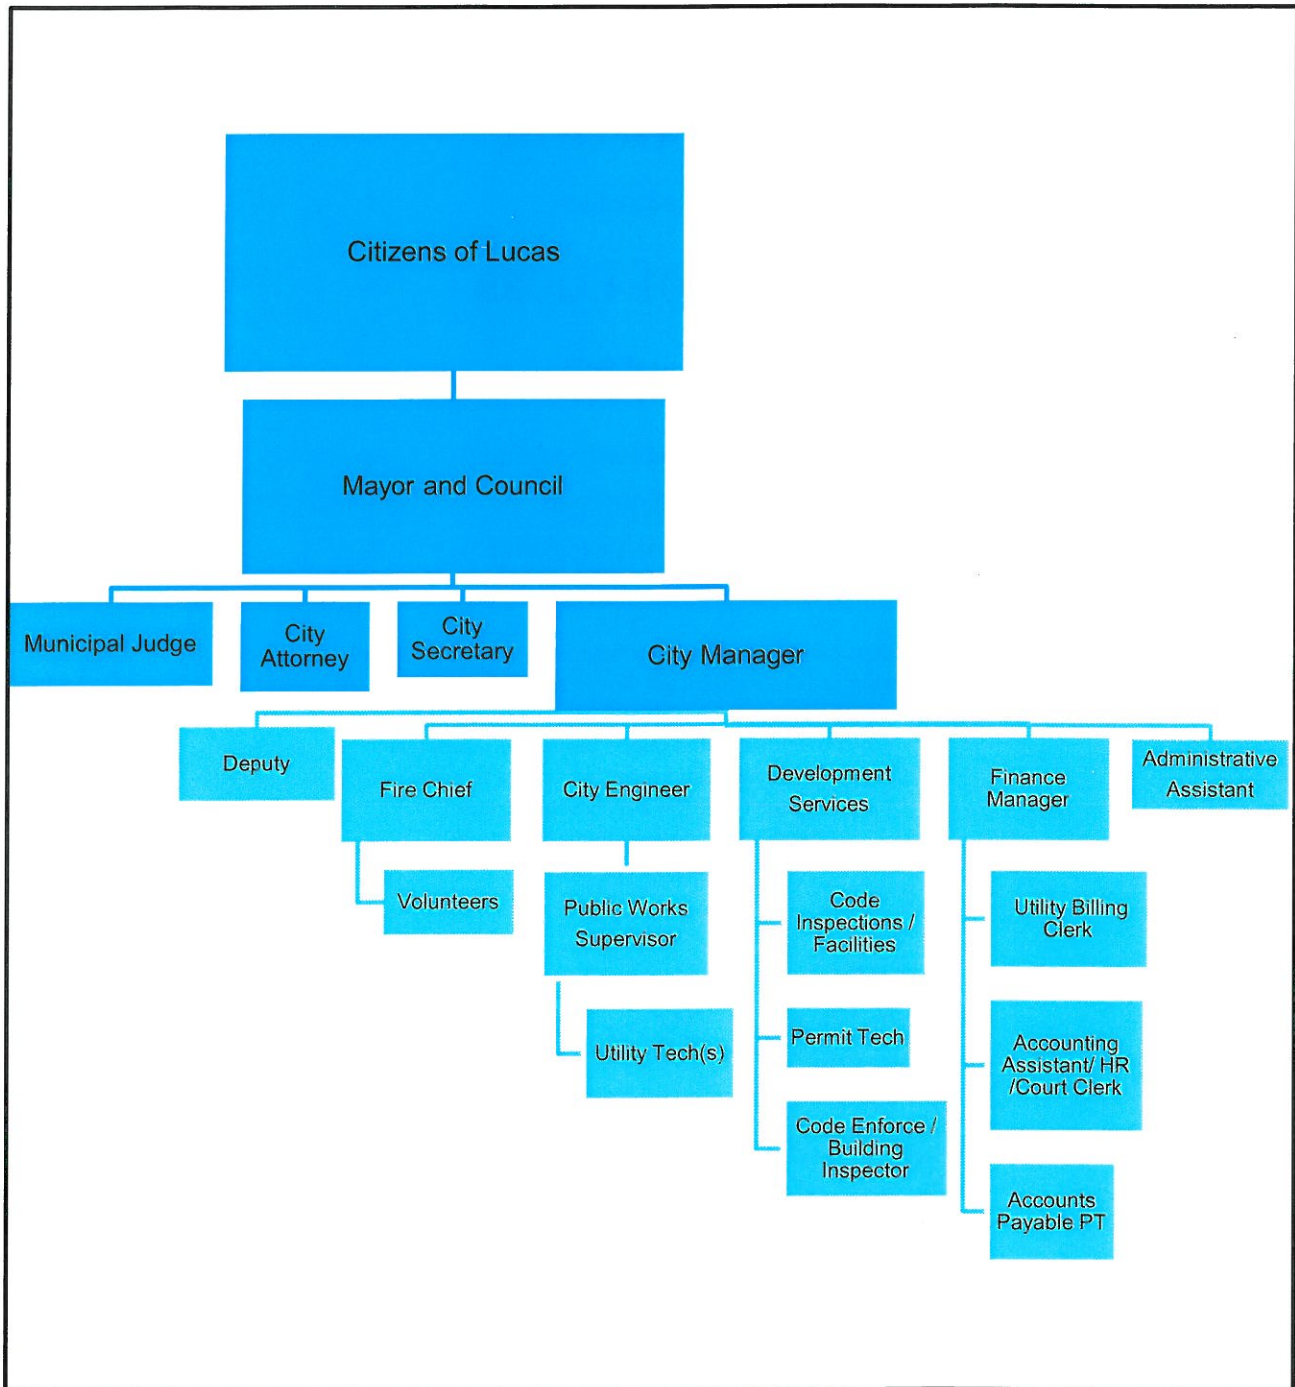 Citizens of Lucas
Mayor and Council
Municipal Judge
City
Attorney
City
Secretary
City Manager
Deputy
Fire Chief
City Engineer
Development
Services
Finance
Manager
Administrative
Assistant
Volunteers
Public Works
Supervisor
Utility Tech(s)
Code
Inspections /
Facilities
Permit Tech
Code Enforce /
Building
Inspector
Utility Billing
Clerk
Accounting
Assistant/ HR
/Court Clerk
Accounts
Payable PT